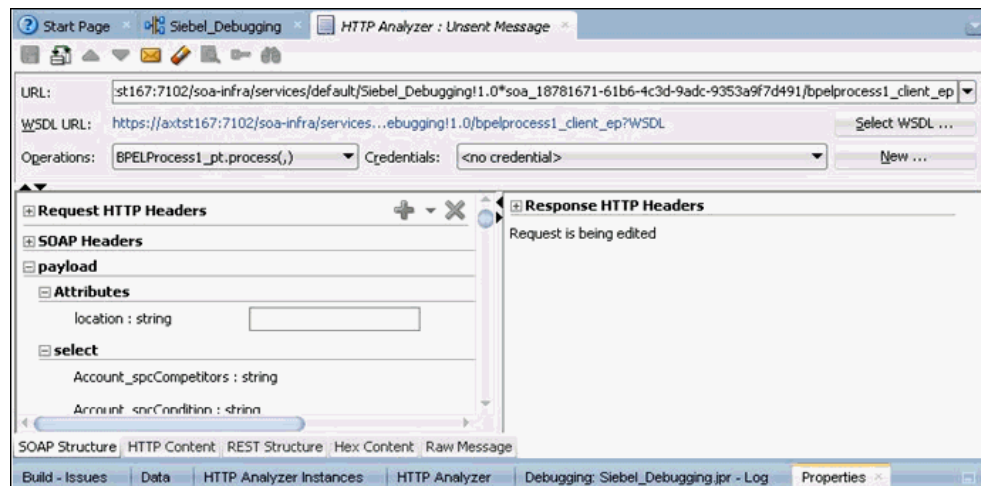 Start Page Siebel_Debugging HTTP Analyzer : Unsent Message
URL: :st167:7102/soa-infra/services/default/Siebel_Debugging!1.0*soa_18781671-61b6-4c3d-9adc-9353a9f7d491/bpelprocess1_client_ep
WSDL URL: https://axtst167:7102/soa-infra/services...ebugging!1.0/bpelprocess1_client_ep?WSDL Select WSDL ...
Operations: BPELProcess1_pt.process(,) Credentials: <no credential> New ...
Request HTTP Headers
SOAP Headers
payload
Attributes
location : string
select
Account_spcCompetitors : string
Account_spcCondition : string
Response HTTP Headers
Request is being edited
SOAP Structure HTTP Content REST Structure Hex Content Raw Message
Build - Issues Data HTTP Analyzer Instances HTTP Analyzer Debugging: Siebel_Debugging.jpr - Log Properties